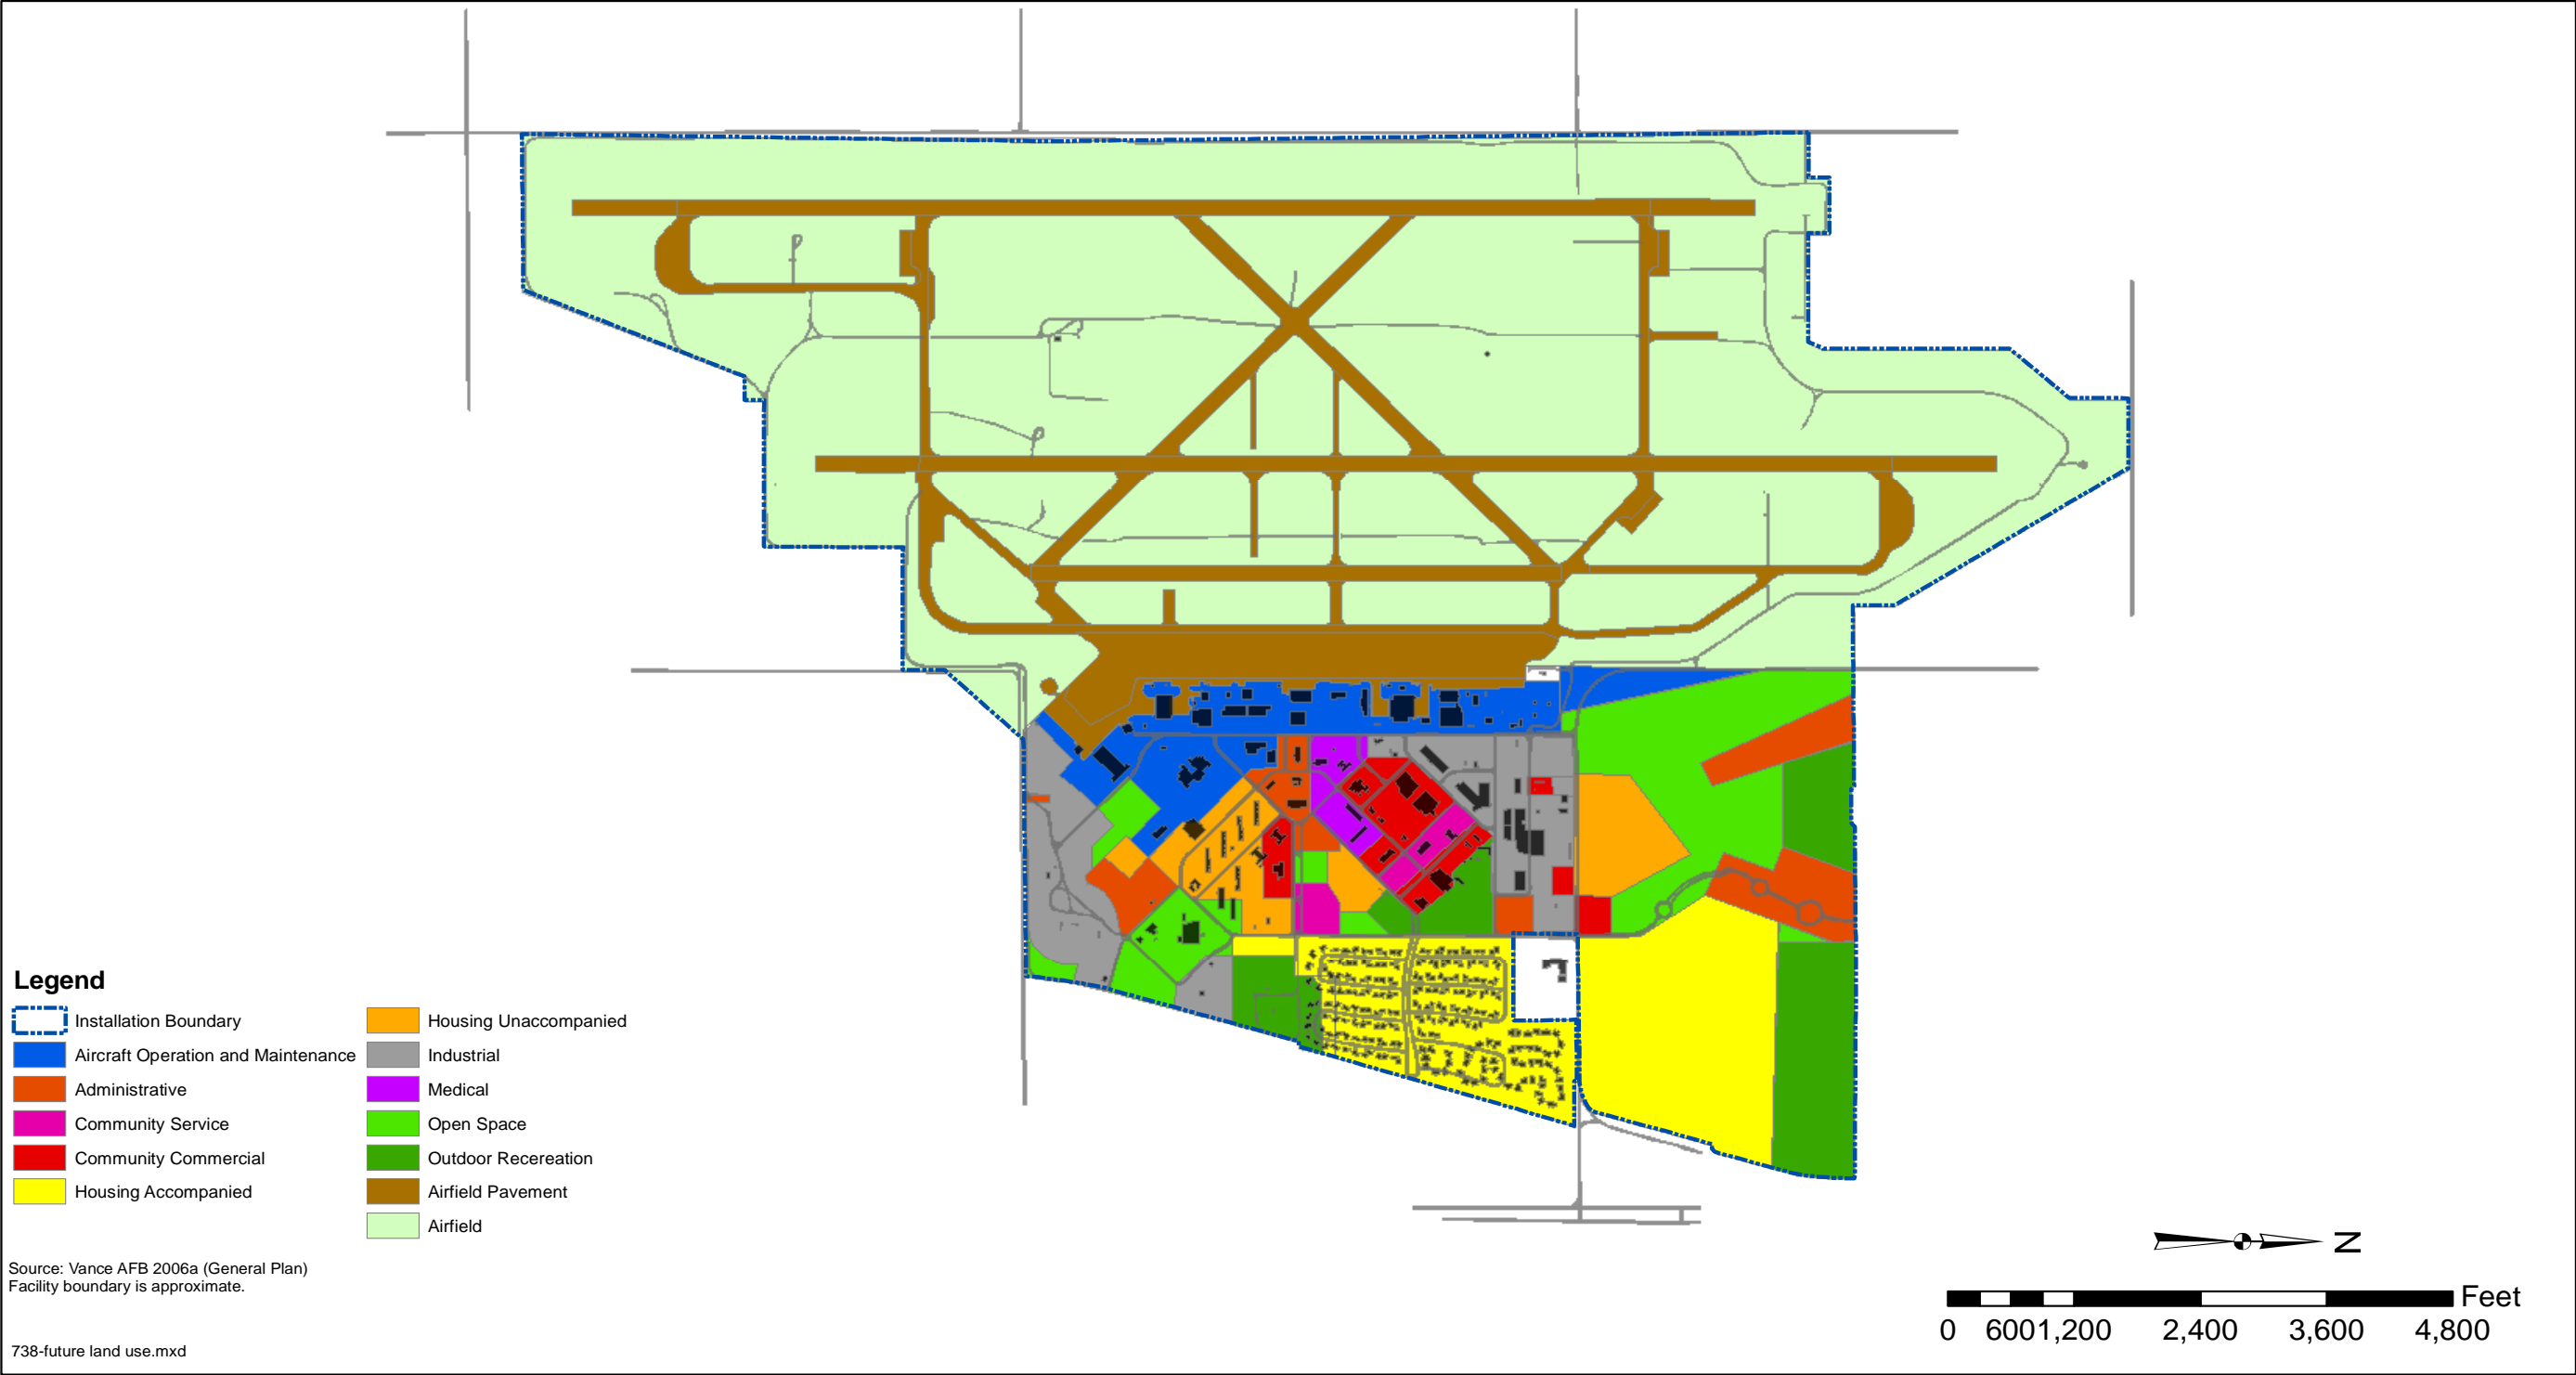 Legend
Installation Boundary
Aircraft Operation and Maintenance
Administrative
Community Service
Community Commercial
Housing Accompanied
Housing Unaccompanied
Industrial
Medical
Open Space
Outdoor Recereation
Airfield Pavement
Airfield
Source: Vance AFB 2006a (General Plan)
Facility boundary is approximate.
738-future land use.mxd
N
Feet
0 600 1,200 2,400 3,600 4,800